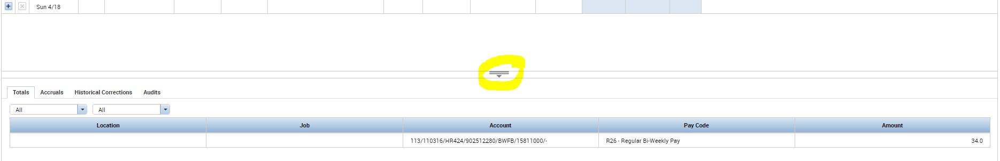 Sun 4/18
Totals Accruals Historical Corrections Audits
All All
Location Job Account Pay Code Amount
113/110316/HR424/902512280/BWFB/15811000/- R26 - Regular Bi-Weekly Pay 34.0